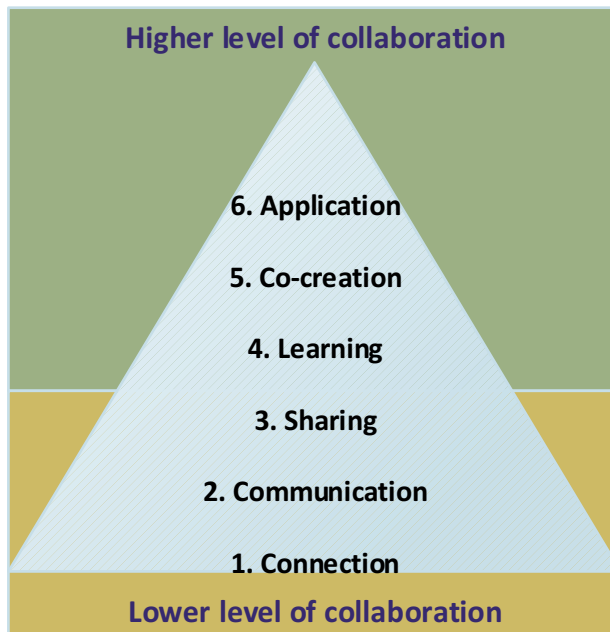 Higher level of collaboration
6. Application
5. Co-creation
4. Learning
3. Sharing
2. Communication
1. Connection
Lower level of collaboration